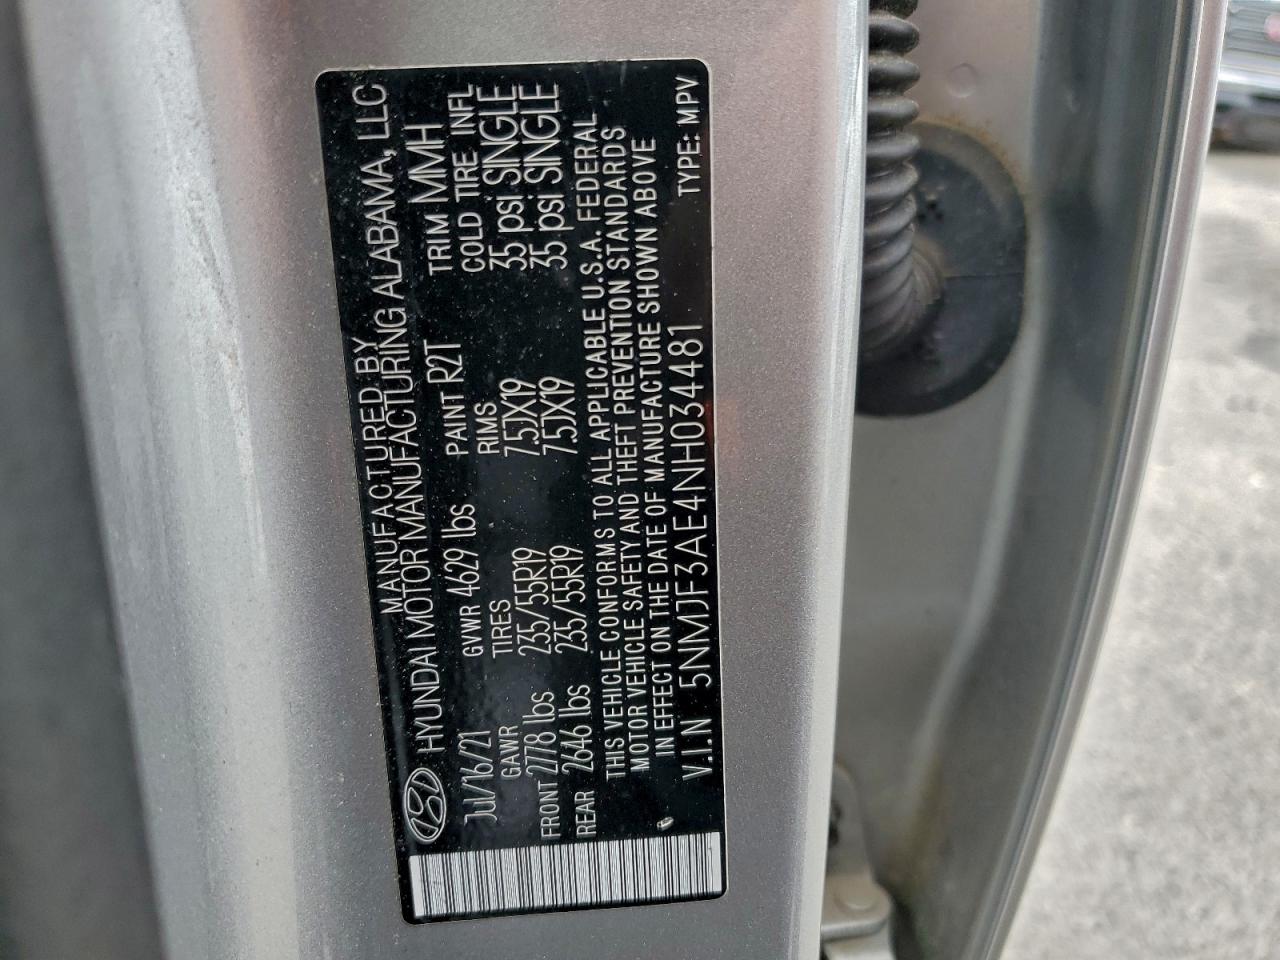 MANUFACTURED BY
HYUNDAI MOTOR MANUFACTURING ALABAMA, LLC
Jul/16/21 GVWR 4629 lbs PAINT R2T TRIM MMH
GAWR TIRES RIMS COLD TIRE INFL
FRONT 2778 lbs 235/55R19 7.5JX19 35 psi SINGLE
REAR 2646 lbs 235/55R19 7.5JX19 35 psi SINGLE
THIS VEHICLE CONFORMS TO ALL APPLICABLE U.S.A. FEDERAL
MOTOR VEHICLE SAFETY AND THEFT PREVENTION STANDARDS
IN EFFECT ON THE DATE OF MANUFACTURE SHOWN ABOVE
V.I.N 5NMJF3AE4NH034481 TYPE: MPV